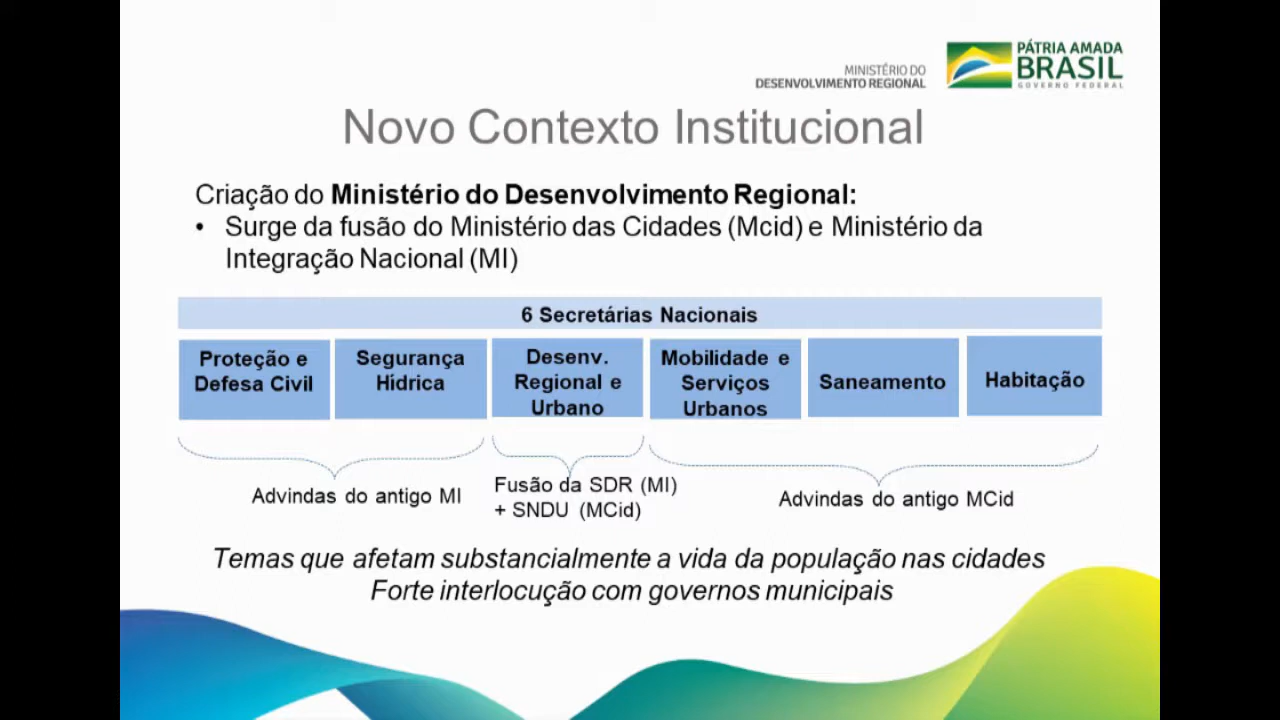 MINISTÉRIO DO
DESENVOLVIMENTO REGIONAL
PÁTRIA AMADA
BRASIL
GOVERNO FEDERAL
Novo Contexto Institucional
Criação do Ministério do Desenvolvimento Regional:
• Surge da fusão do Ministério das Cidades (Mcid) e Ministério da
Integração Nacional (MI)
6 Secretárias Nacionais
Proteção e
Defesa Civil
Segurança
Hídrica
Desenv.
Regional e
Urbano
Mobilidade e
Serviços
Urbanos
Saneamento
Habitação
Advindas do antigo MI
Fusão da SDR (MI)
+ SNDU (MCid)
Advindas do antigo MCid
Temas que afetam substancialmente a vida da população nas cidades
Forte interlocução com governos municipais